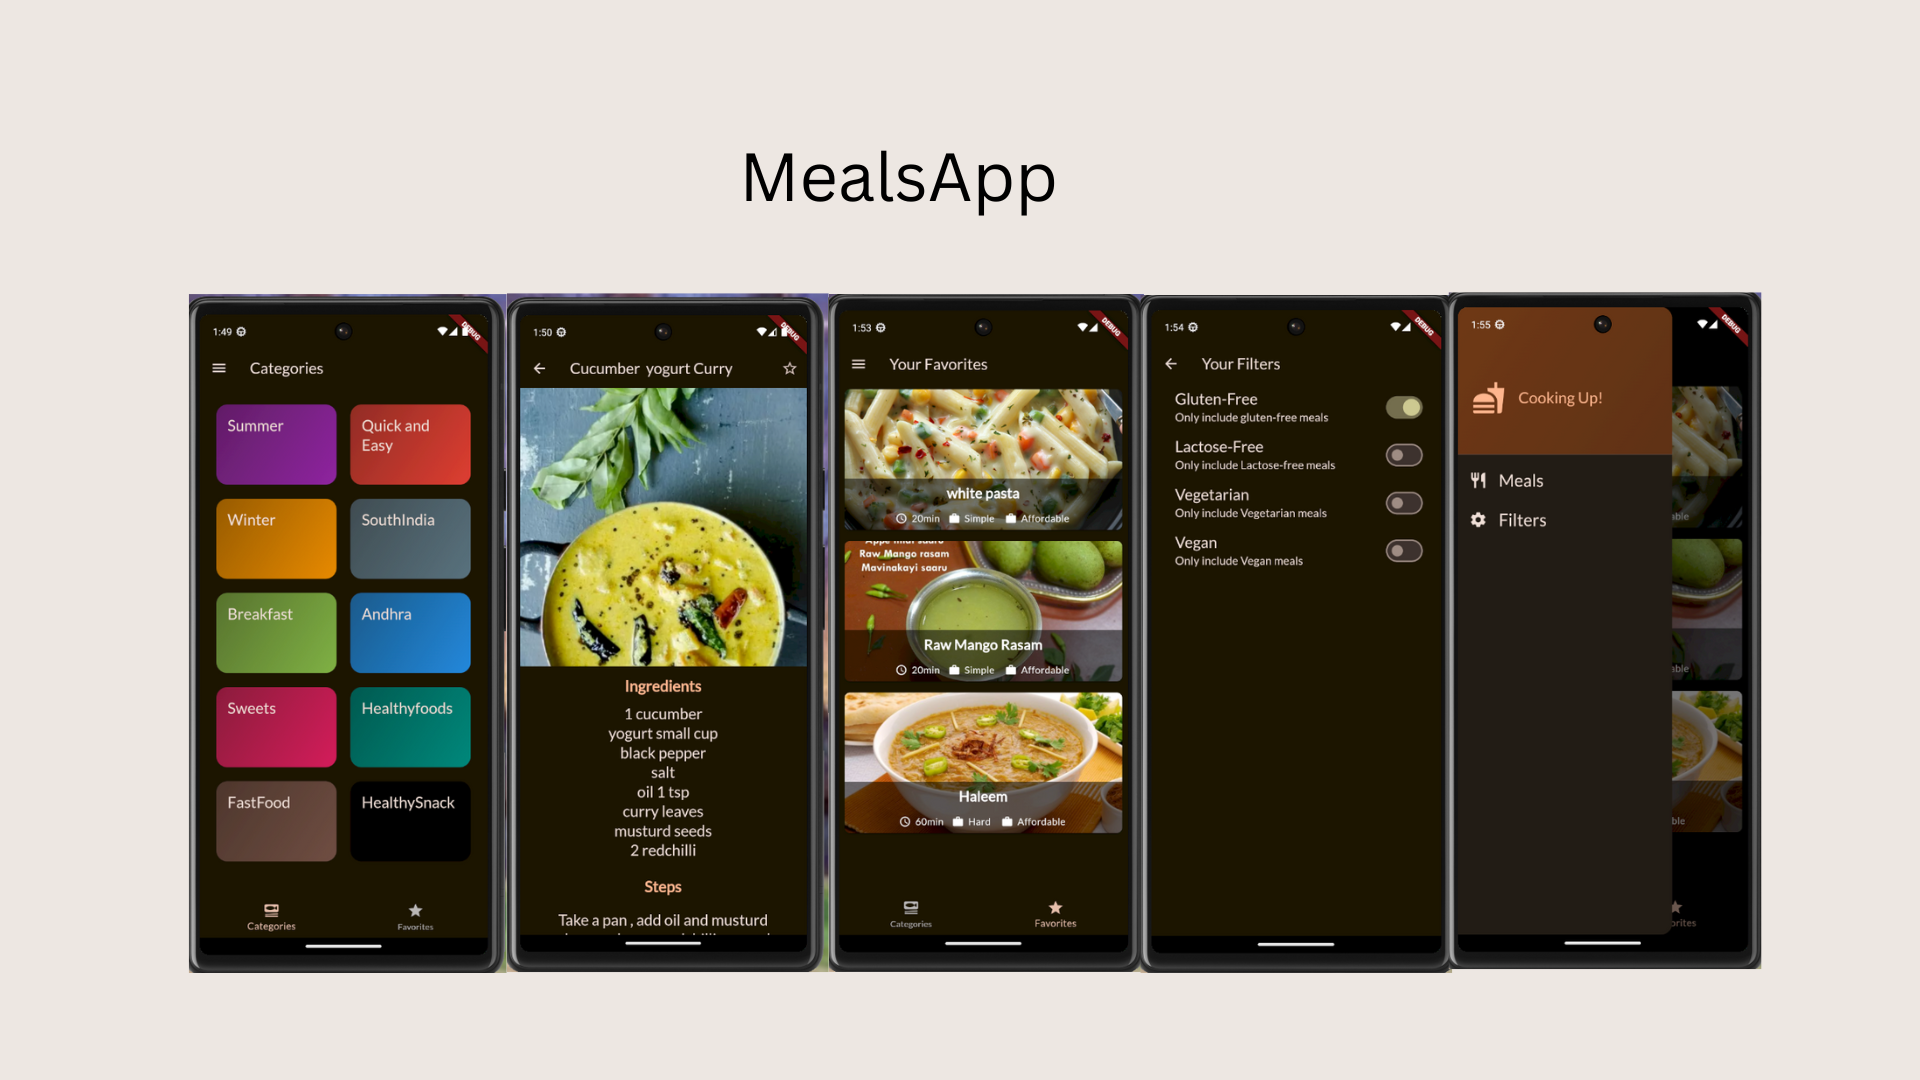 MealsApp
1:49
DEBUG
Categories
Summer
Quick and
Easy
Winter
SouthIndia
Breakfast
Andhra
Sweets
Healthyfoods
FastFood
HealthySnack
Categories
Favorites
1:50
DEBUG
Cucumber yogurt Curry
Ingredients
1 cucumber
yogurt small cup
black pepper
salt
oil 1 tsp
curry leaves
musturd seeds
2 redchilli
Steps
Take a pan , add oil and musturd
1:53
DEBUG
Your Favorites
white pasta
20min Simple Affordable
Raw Mango rasam
Mavinakayi saaru
Raw Mango Rasam
20min Simple Affordable
Haleem
60min Hard Affordable
Categories
Favorites
1:54
DEBUG
Your Filters
Gluten-Free
Only include gluten-free meals
Lactose-Free
Only include Lactose-free meals
Vegetarian
Only include Vegetarian meals
Vegan
Only include Vegan meals
1:55
DEBUG
Cooking Up!
Meals
Filters